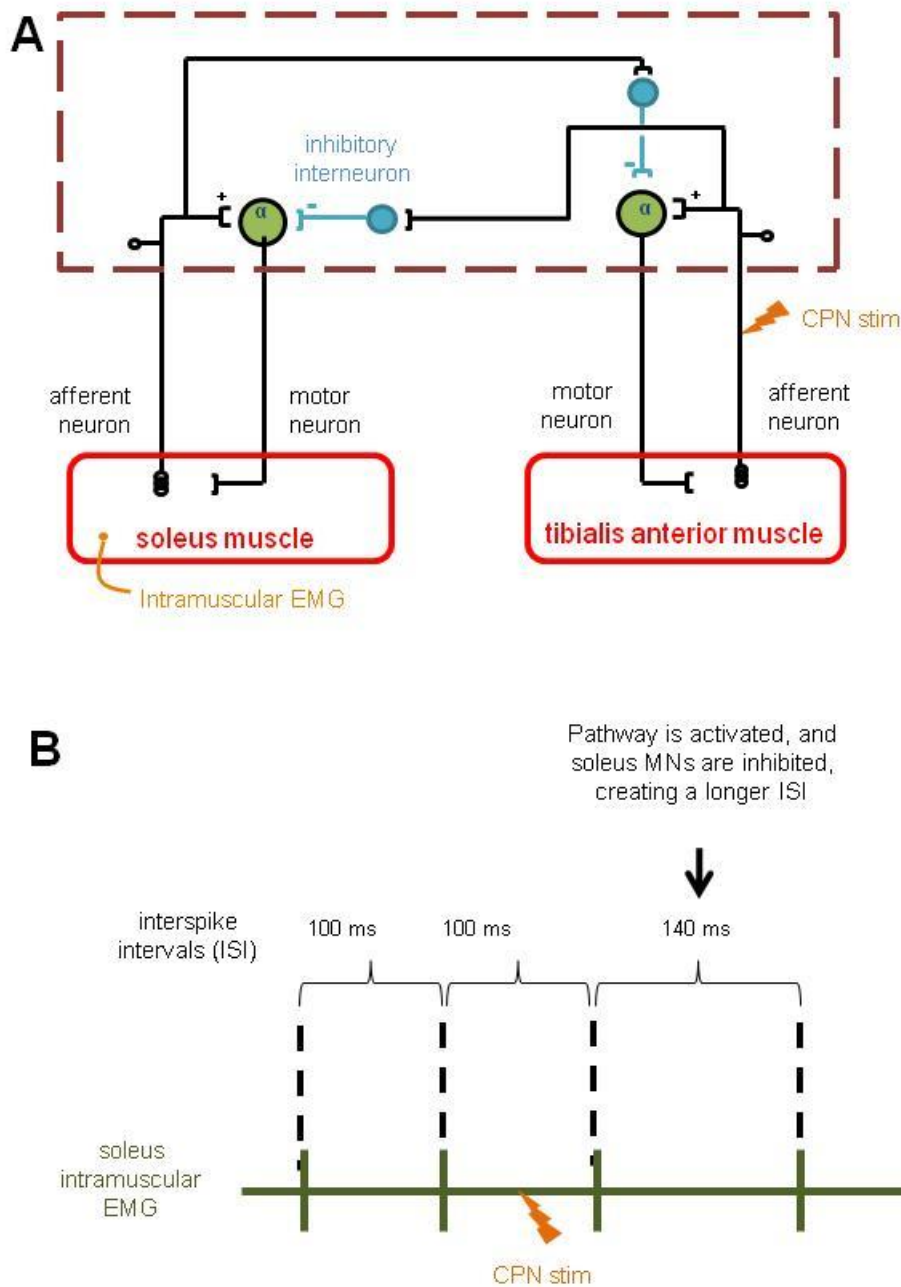 A
inhibitory
interneuron
+
-
α
-
α
+
CPN stim
afferent
neuron
motor
neuron
motor
neuron
afferent
neuron
soleus muscle
tibialis anterior muscle
Intramuscular EMG
B
Pathway is activated, and
soleus MNs are inhibited,
creating a longer ISI
interspike
intervals (ISI)
100 ms
100 ms
140 ms
soleus
intramuscular
EMG
CPN stim